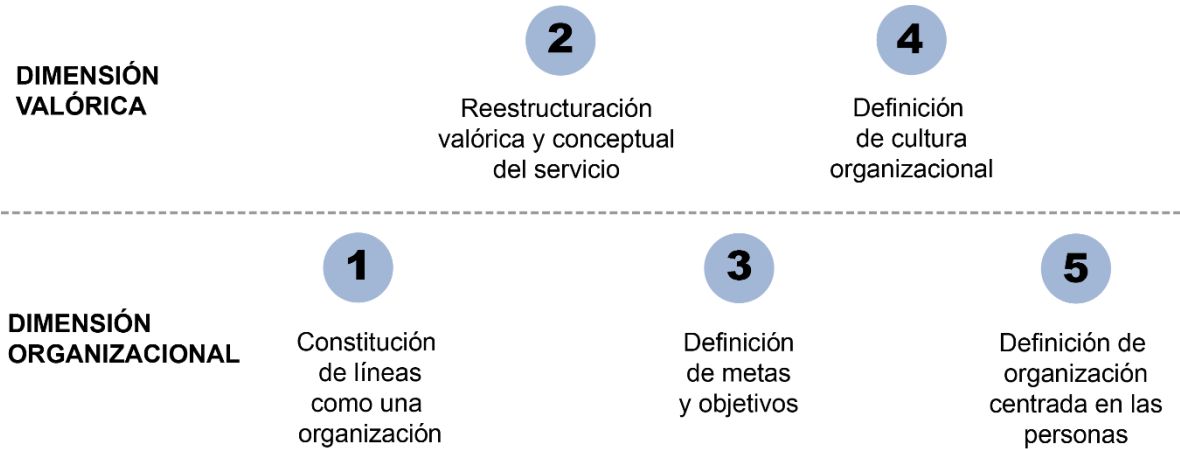 DIMENSIÓN
VALÓRICA
2
Reestructuración
valórica y conceptual
del servicio
4
Definición
de cultura
organizacional
DIMENSIÓN
ORGANIZACIONAL
1
Constitución
de líneas
como una
organización
3
Definición
de metas
y objetivos
5
Definición de
organización
centrada en las
personas